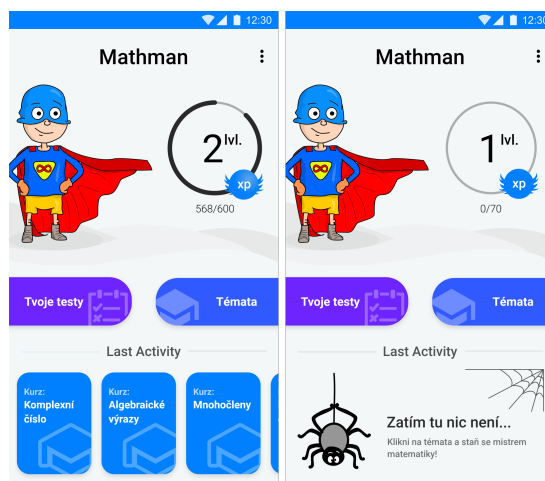 12:30
Mathman
2 lvl.
xp
568/600
Tvoje testy
Témata
Last Activity
Kurz:
Komplexní
číslo
Kurz:
Algebraické
výrazy
Kurz:
Mnohočleny
12:30
Mathman
1 lvl.
xp
0/70
Tvoje testy
Témata
Last Activity
Zatím tu nic není...
Klikni na témata a staň se mistrem
matematiky!